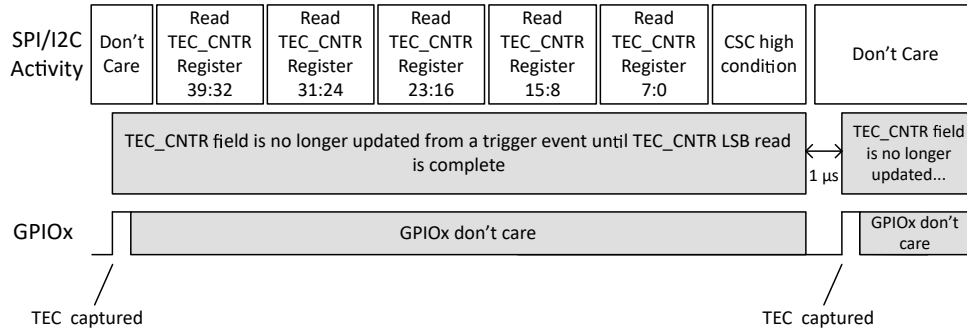 SPI/I2C
Activity
Don't
Care
Read
TEC_CNTR
Register
39:32
Read
TEC_CNTR
Register
31:24
Read
TEC_CNTR
Register
23:16
Read
TEC_CNTR
Register
15:8
Read
TEC_CNTR
Register
7:0
CSC high
condition
Don't Care
TEC_CNTR field is no longer updated from a trigger event until TEC_CNTR LSB read
is complete
1 µs
TEC_CNTR field
is no longer
updated...
GPIOx
GPIOx don't care
GPIOx don't
care
TEC captured
TEC captured